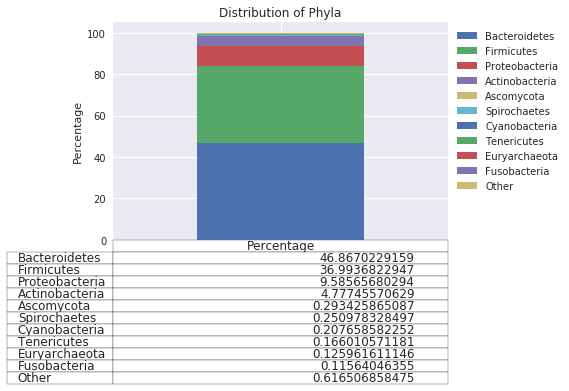 Distribution of Phyla
100
80
60
40
20
0
Percentage
Bacteroidetes
Firmicutes
Proteobacteria
Actinobacteria
Ascomycota
Spirochaetes
Cyanobacteria
Tenericutes
Euryarchaeota
Fusobacteria
Other
Percentage
Bacteroidetes 46.8670229159
Firmicutes 36.9936822947
Proteobacteria 9.58565680294
Actinobacteria 4.77745570629
Ascomycota 0.293425865087
Spirochaetes 0.250978328497
Cyanobacteria 0.207658582252
Tenericutes 0.166010571181
Euryarchaeota 0.125961611146
Fusobacteria 0.11564046355
Other 0.616506858475